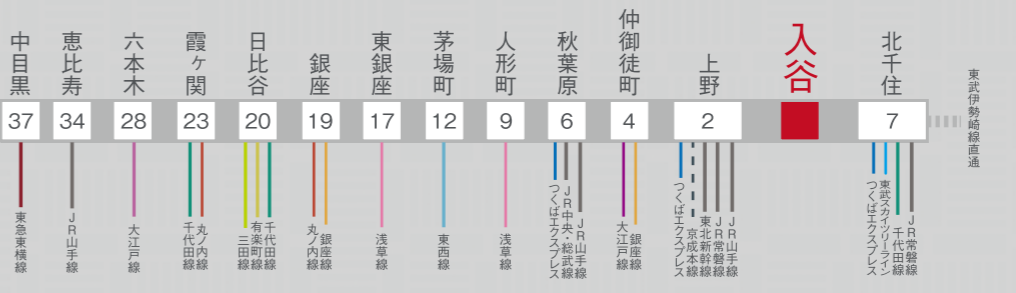 中目黒
恵比寿
六本木
霞ヶ関
日比谷
銀座
東銀座
茅場町
人形町
秋葉原
仲御徒町
上野
入谷
北千住
37
34
28
23
20
19
17
12
9
6
4
2
7
東武伊勢崎線直通
東急東横線
JR山手線
大江戸線
千代田線
丸ノ内線
三田線
有楽町線
千代田線
丸ノ内線
銀座線
浅草線
東西線
浅草線
つくばエクスプレス
JR中央・総武線
JR山手線
大江戸線
銀座線
つくばエクスプレス
京成本線
東北新幹線
JR常磐線
JR山手線
つくばエクスプレス
東武スカイツリーライン
千代田線
JR常磐線